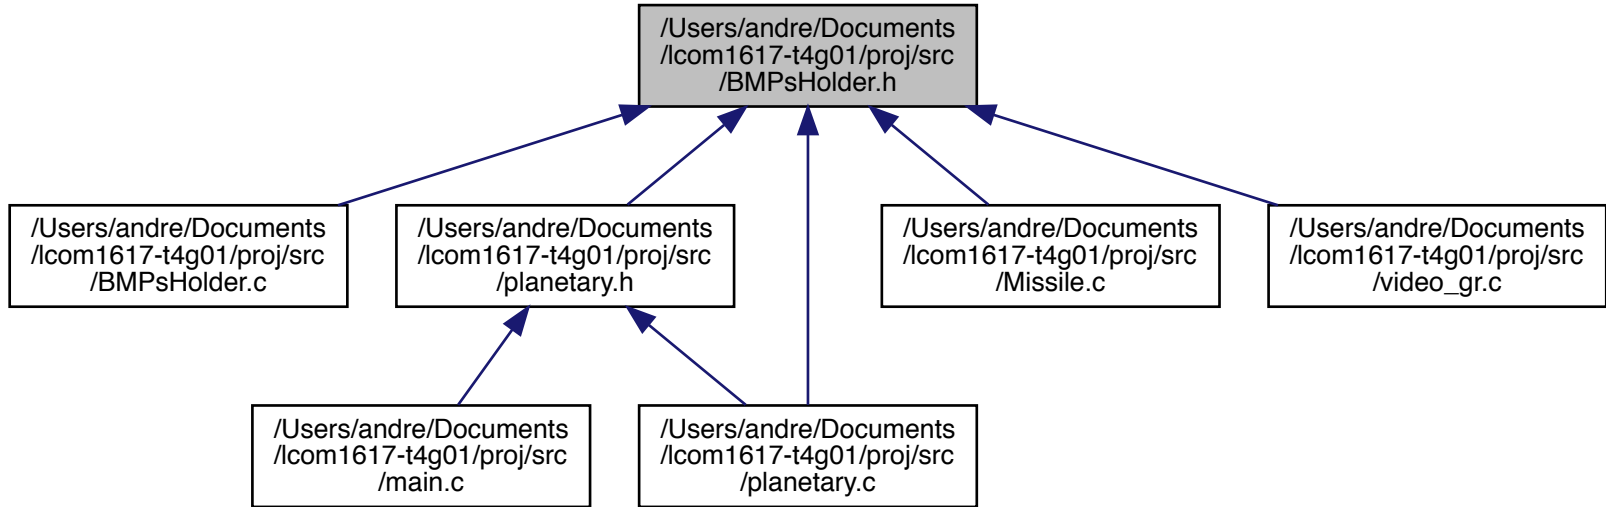 /Users/andre/Documents
/lcom1617-t4g01/proj/src
/BMPsHolder.h
/Users/andre/Documents
/lcom1617-t4g01/proj/src
/BMPsHolder.c
/Users/andre/Documents
/lcom1617-t4g01/proj/src
/planetary.h
/Users/andre/Documents
/lcom1617-t4g01/proj/src
/Missile.c
/Users/andre/Documents
/lcom1617-t4g01/proj/src
/video_gr.c
/Users/andre/Documents
/lcom1617-t4g01/proj/src
/main.c
/Users/andre/Documents
/lcom1617-t4g01/proj/src
/planetary.c